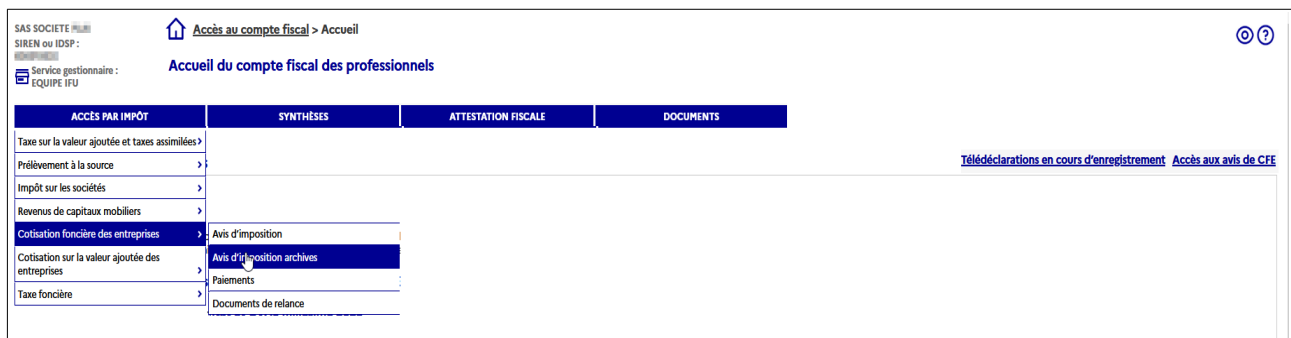 SAS SOCIETE
SIREN ou IDSP :
Service gestionnaire :
EQUIPE IFU
Accès au compte fiscal > Accueil
Accueil du compte fiscal des professionnels
?
ACCÈS PAR IMPÔT
SYNTHÈSES
ATTESTATION FISCALE
DOCUMENTS
Taxe sur la valeur ajoutée et taxes assimilées >
Prélèvement à la source >
Impôt sur les sociétés >
Revenus de capitaux mobiliers >
Cotisation foncière des entreprises >
Cotisation sur la valeur ajoutée des
entreprises >
Taxe foncière >
Avis d'imposition
Avis d'imposition archives
Paiements
Documents de relance
Télédéclarations en cours d'enregistrement Accès aux avis de CFE